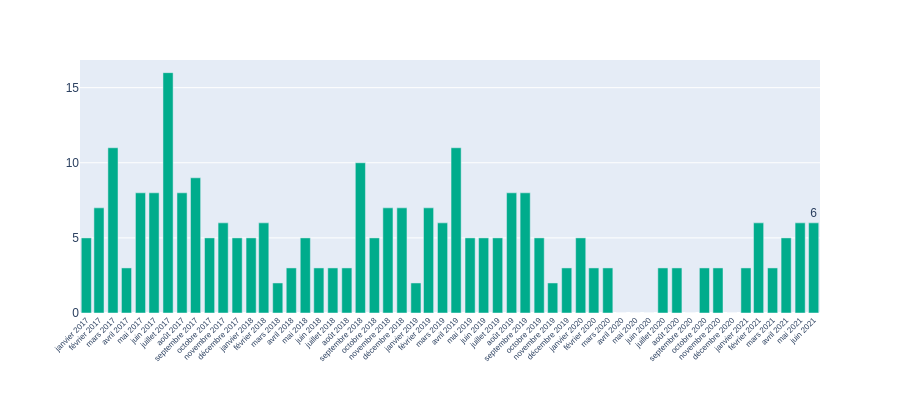 15
10
6
5
0
janvier 2017
février 2017
mars 2017
avril 2017
mai 2017
juin 2017
juillet 2017
août 2017
septembre 2017
octobre 2017
novembre 2017
décembre 2017
janvier 2018
février 2018
mars 2018
avril 2018
mai 2018
juin 2018
juillet 2018
août 2018
septembre 2018
octobre 2018
novembre 2018
décembre 2018
janvier 2019
février 2019
mars 2019
avril 2019
mai 2019
juin 2019
juillet 2019
août 2019
septembre 2019
octobre 2019
novembre 2019
décembre 2019
janvier 2020
février 2020
mars 2020
avril 2020
mai 2020
juin 2020
juillet 2020
août 2020
septembre 2020
octobre 2020
novembre 2020
décembre 2020
janvier 2021
février 2021
mars 2021
avril 2021
mai 2021
juin 2021